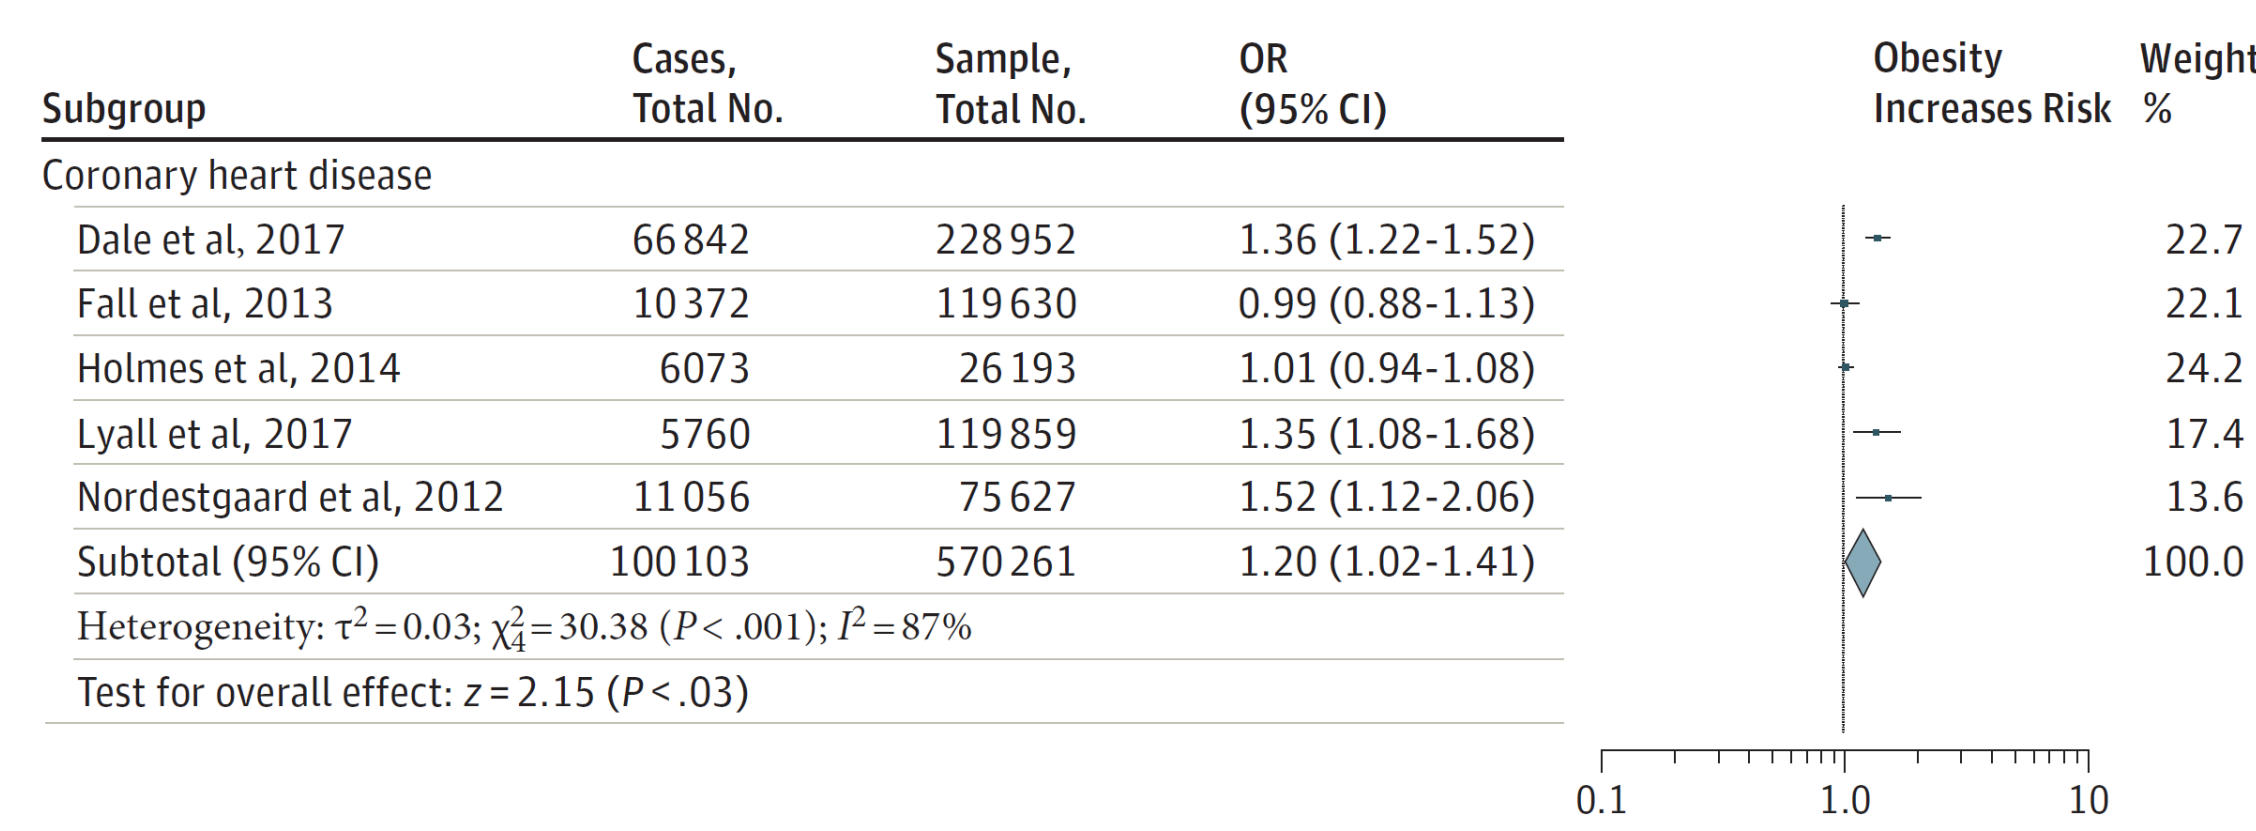 Subgroup Cases, Total No. Sample, Total No. OR (95% CI) Obesity Increases Risk Weight %
Coronary heart disease
Dale et al, 2017 66 842 228 952 1.36 (1.22-1.52) 22.7
Fall et al, 2013 10 372 119 630 0.99 (0.88-1.13) 22.1
Holmes et al, 2014 6073 26 193 1.01 (0.94-1.08) 24.2
Lyall et al, 2017 5760 119 859 1.35 (1.08-1.68) 17.4
Nordestgaard et al, 2012 11 056 75 627 1.52 (1.12-2.06) 13.6
Subtotal (95% CI) 100 103 570 261 1.20 (1.02-1.41) 100.0
Heterogeneity: τ² = 0.03; χ²₄ = 30.38 (P < .001); I² = 87%
Test for overall effect: z = 2.15 (P < .03)
0.1 1.0 10